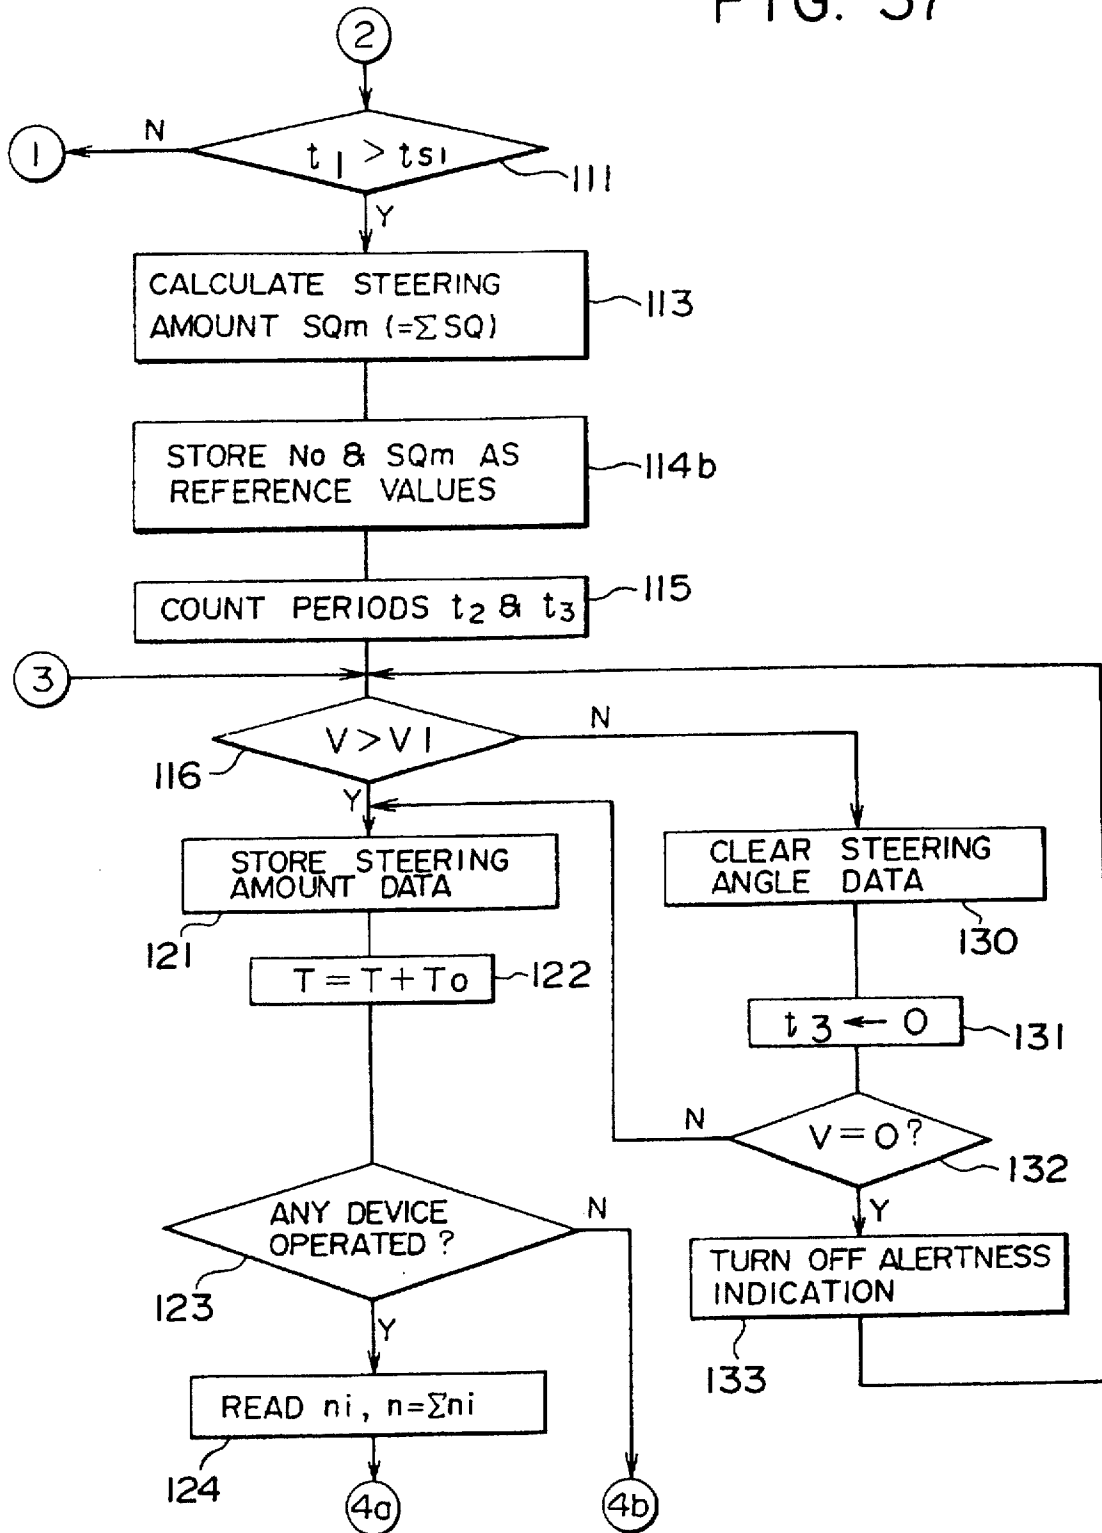 FIG. 37
2
1
N
t1 > ts1
111
Y
CALCULATE STEERING
AMOUNT SQm (=ΣSQ)
113
STORE No & SQm AS
REFERENCE VALUES
114b
COUNT PERIODS t2 & t3
115
3
V > V1
N
116
Y
STORE STEERING
AMOUNT DATA
121
CLEAR STEERING
ANGLE DATA
130
T = T + To
122
t3 ← 0
131
N
V = 0 ?
132
Y
ANY DEVICE
OPERATED ?
N
123
Y
TURN OFF ALERTNESS
INDICATION
133
READ ni, n=Σni
124
4a
4b